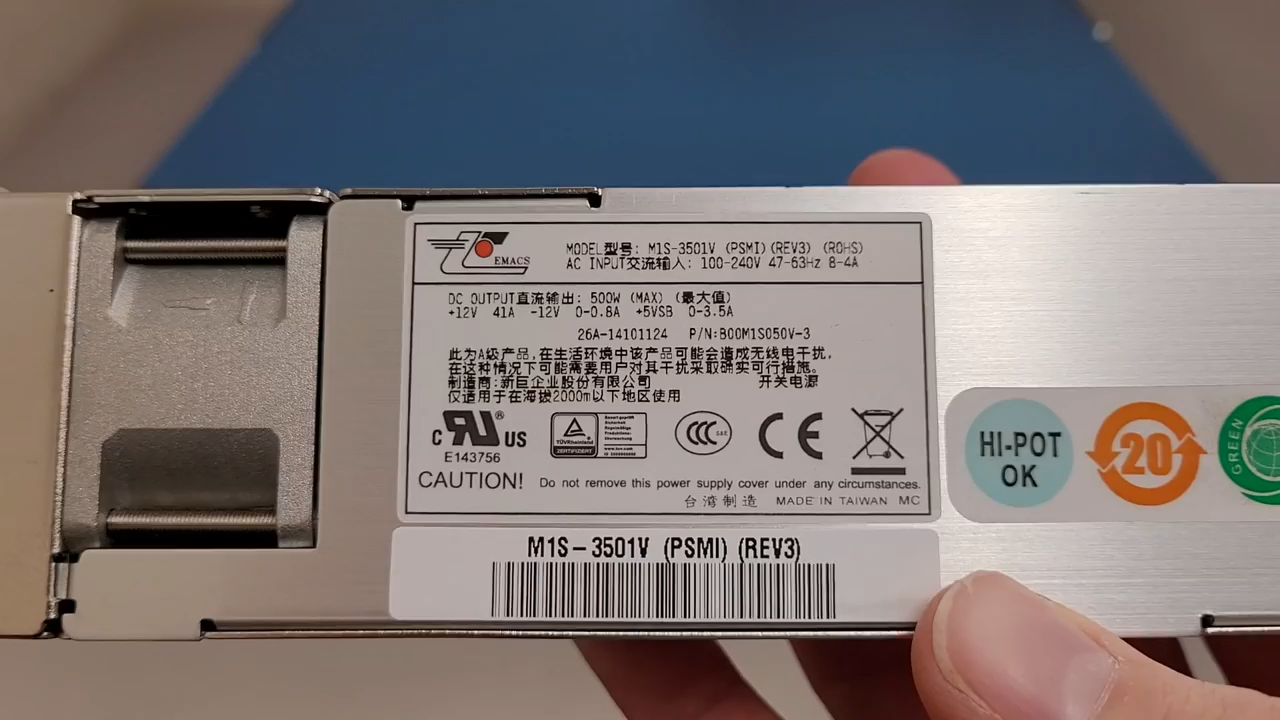 EMACS
MODEL型号: M1S-3501V (PSMI)(REV3) (ROHS)
AC INPUT交流输入: 100-240V 47-63Hz 8-4A
DC OUTPUT直流输出: 500W (MAX) (最大值)
+12V 41A -12V 0-0.8A +5VSB 0-3.5A
26A-14101124 P/N:B00M1S050V-3
此为A级产品,在生活环境中该产品可能会造成无线电干扰,
在这种情况下可能需要用户对其干扰采取确实可行措施。
制造商:新巨企业股份有限公司 开关电源
仅适用于在海拔2000m以下地区使用
c RU ® US
E143756
TÜVRheinland
ZERTIFIZIERT
CCC S&E
CE
CAUTION! Do not remove this power supply cover under any circumstances.
台湾制造 MADE IN TAIWAN MC
M1S-3501V (PSMI) (REV3)
HI-POT
OK
20
GREEN